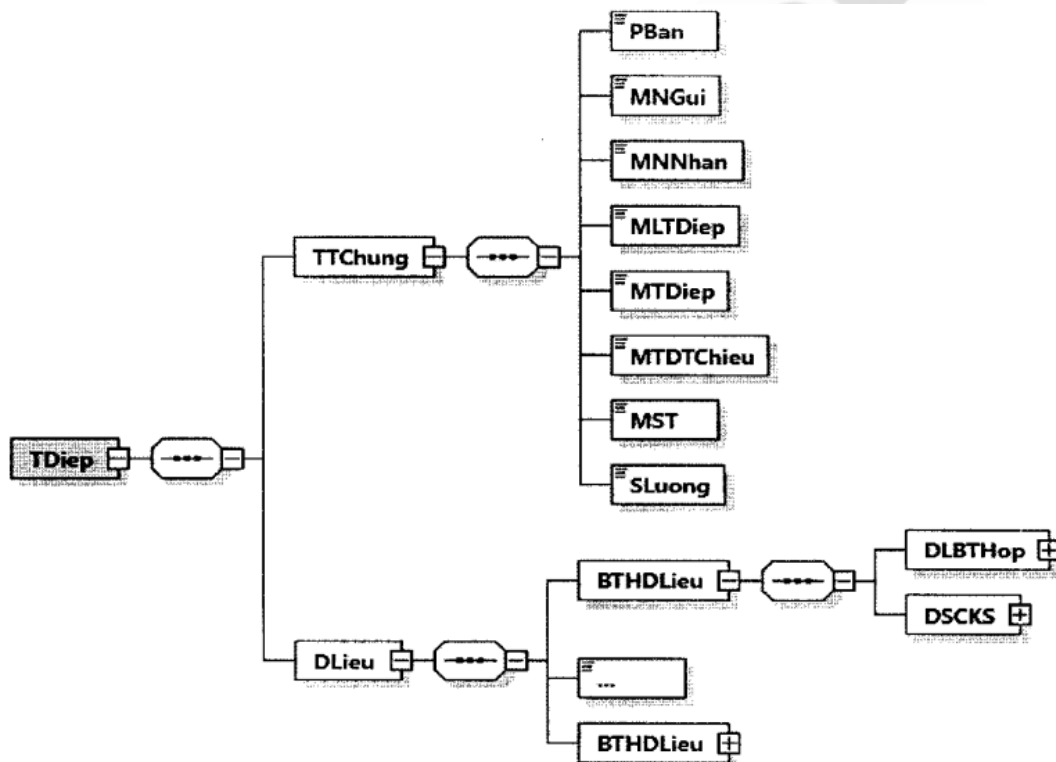 PBan
MNGui
MNNhan
MLTDiep
TTChung
MTDiep
MTDTChieu
MST
TDiep
SLuong
DLBTHop
BTHDLieu
DSCKS
DLieu
...
BTHDLieu